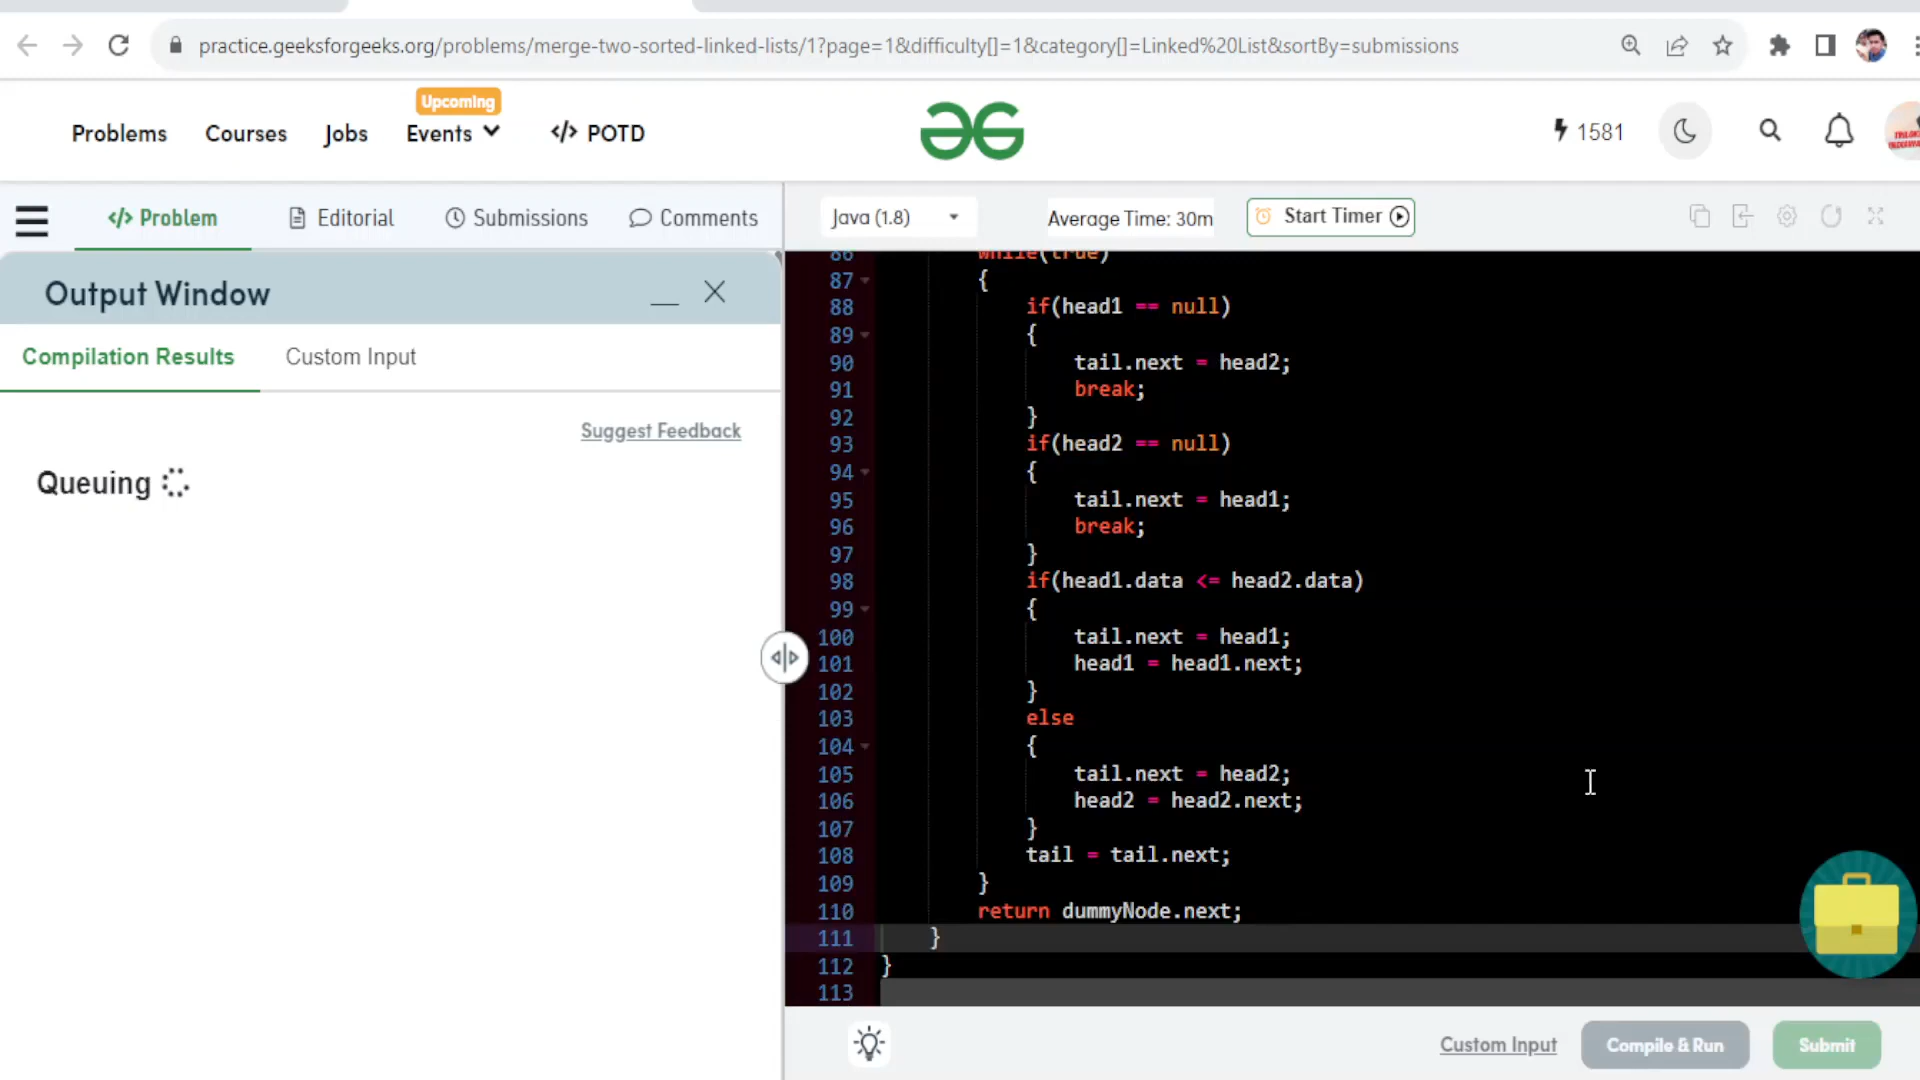 practice.geeksforgeeks.org/problems/merge-two-sorted-linked-lists/1?page=1&difficulty[]=1&category[]=Linked%20List&sortBy=submissions
Upcoming
Problems Courses Jobs Events </> POTD
1581
</> Problem Editorial Submissions Comments
Java (1.8) Average Time: 30m Start Timer
Output Window
Compilation Results Custom Input
Suggest Feedback
Queuing
86 while(true)
87 {
88 if(head1 == null)
89 {
90 tail.next = head2;
91 break;
92 }
93 if(head2 == null)
94 {
95 tail.next = head1;
96 break;
97 }
98 if(head1.data <= head2.data)
99 {
100 tail.next = head1;
101 head1 = head1.next;
102 }
103 else
104 {
105 tail.next = head2;
106 head2 = head2.next;
107 }
108 tail = tail.next;
109 }
110 return dummyNode.next;
111 }
112 }
113
Custom Input Compile & Run Submit